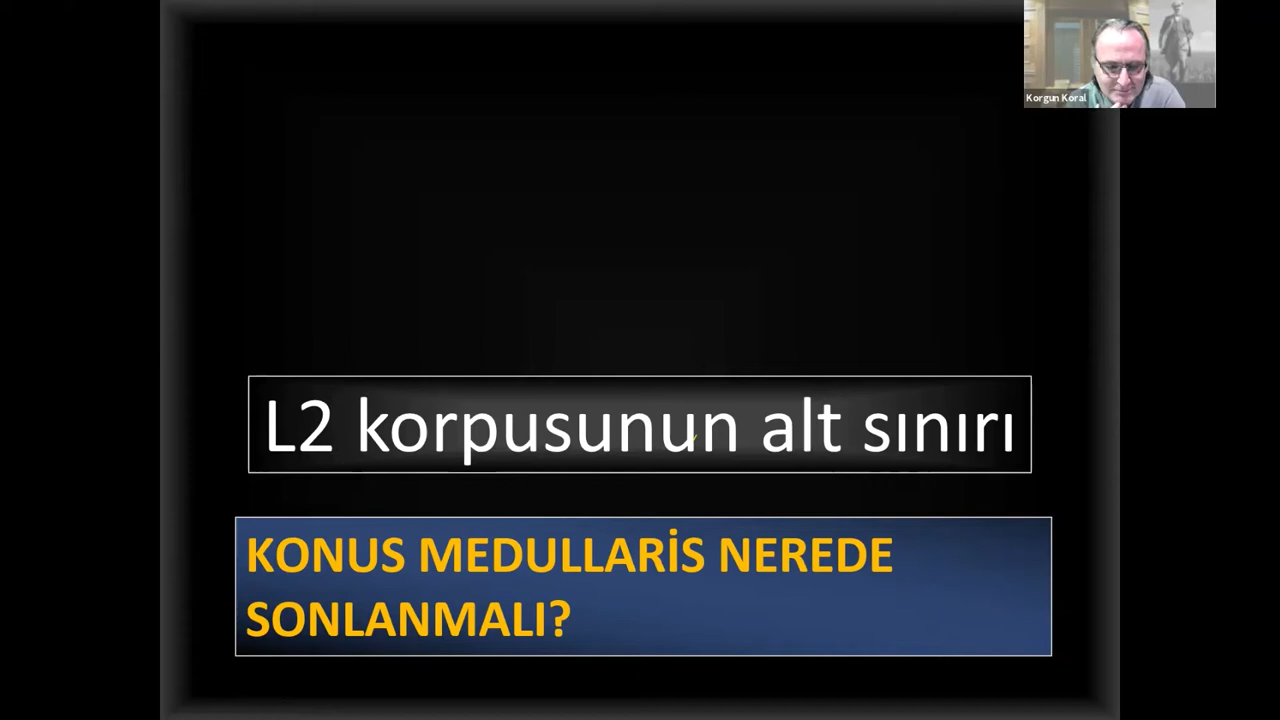 Korgun Koral
L2 korpusunun alt sınırı
KONUS MEDULLARİS NEREDE
SONLANMALI?